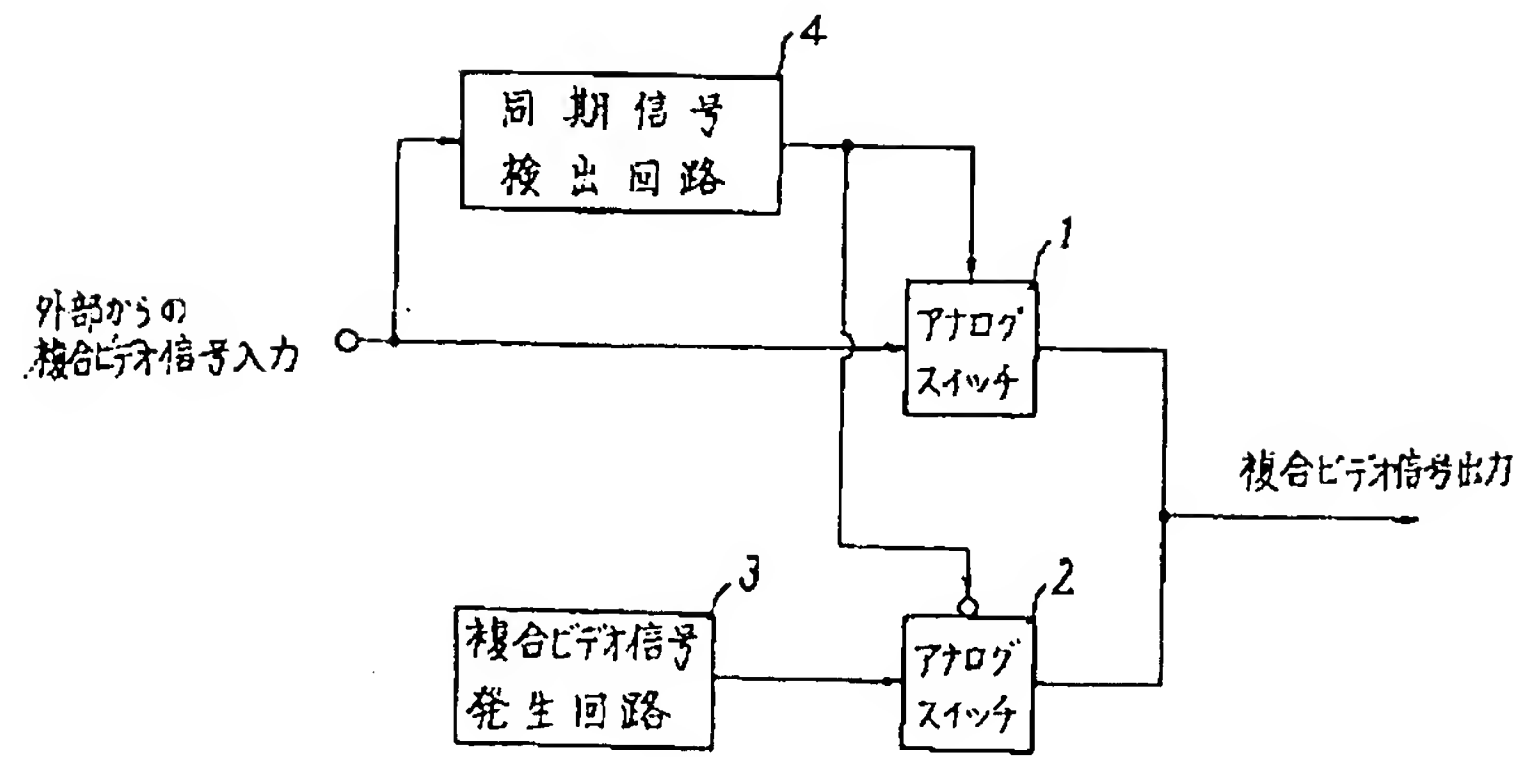 4
同期信号
検出回路
1
外部からの
複合ビデオ信号入力
アナログ
スイッチ
複合ビデオ信号出力
3
複合ビデオ信号
発生回路
2
アナログ
スイッチ